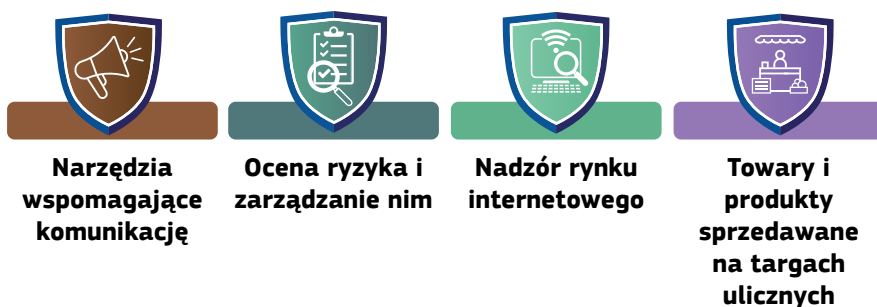 Narzędzia
wspomagające
komunikację
Ocena ryzyka i
zarządzanie nim
Nadzór rynku
internetowego
Towary i
produkty
sprzedawane
na targach
ulicznych